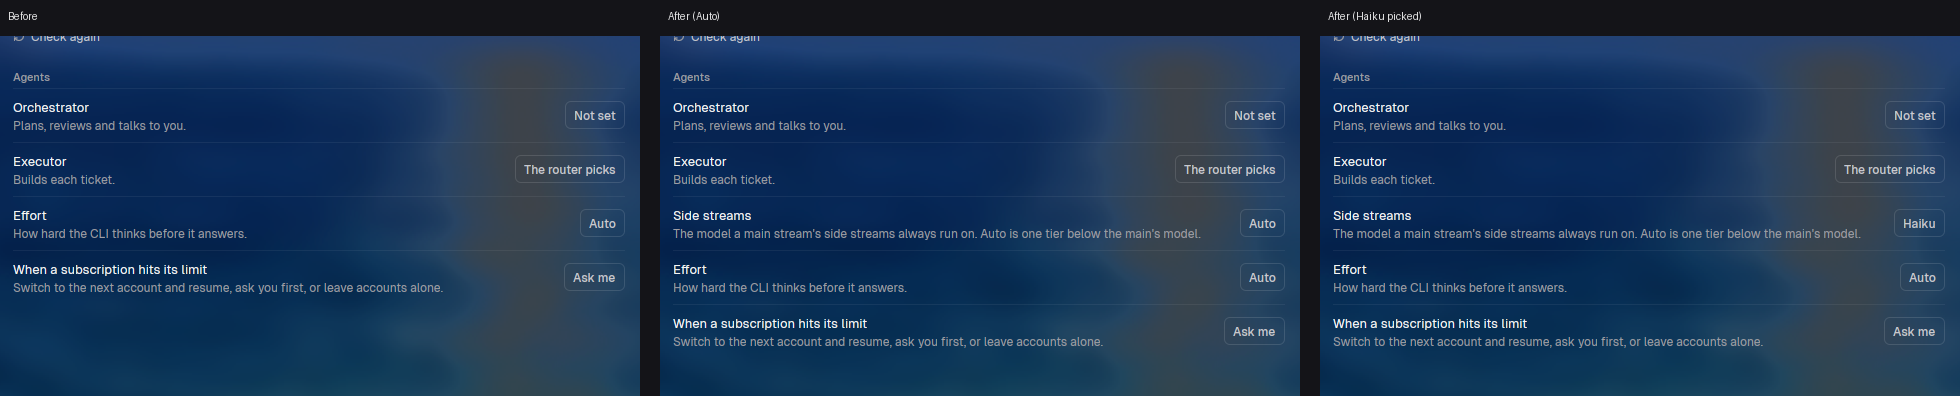 Before
Check again
Agents
Orchestrator
Plans, reviews and talks to you.
Not set
Executor
Builds each ticket.
The router picks
Effort
How hard the CLI thinks before it answers.
Auto
When a subscription hits its limit
Switch to the next account and resume, ask you first, or leave accounts alone.
Ask me
After (Auto)
Check again
Agents
Orchestrator
Plans, reviews and talks to you.
Not set
Executor
Builds each ticket.
The router picks
Side streams
The model a main stream's side streams always run on. Auto is one tier below the main's model.
Auto
Effort
How hard the CLI thinks before it answers.
Auto
When a subscription hits its limit
Switch to the next account and resume, ask you first, or leave accounts alone.
Ask me
After (Haiku picked)
Check again
Agents
Orchestrator
Plans, reviews and talks to you.
Not set
Executor
Builds each ticket.
The router picks
Side streams
The model a main stream's side streams always run on. Auto is one tier below the main's model.
Haiku
Effort
How hard the CLI thinks before it answers.
Auto
When a subscription hits its limit
Switch to the next account and resume, ask you first, or leave accounts alone.
Ask me